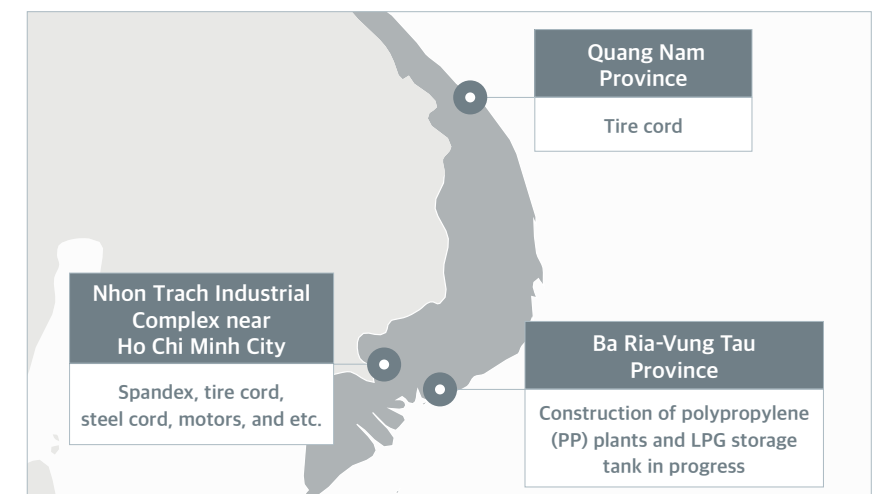 Quang Nam
Province
Tire cord
Nhon Trach Industrial
Complex near
Ho Chi Minh City
Spandex, tire cord,
steel cord, motors, and etc.
Ba Ria-Vung Tau
Province
Construction of polypropylene
(PP) plants and LPG storage
tank in progress